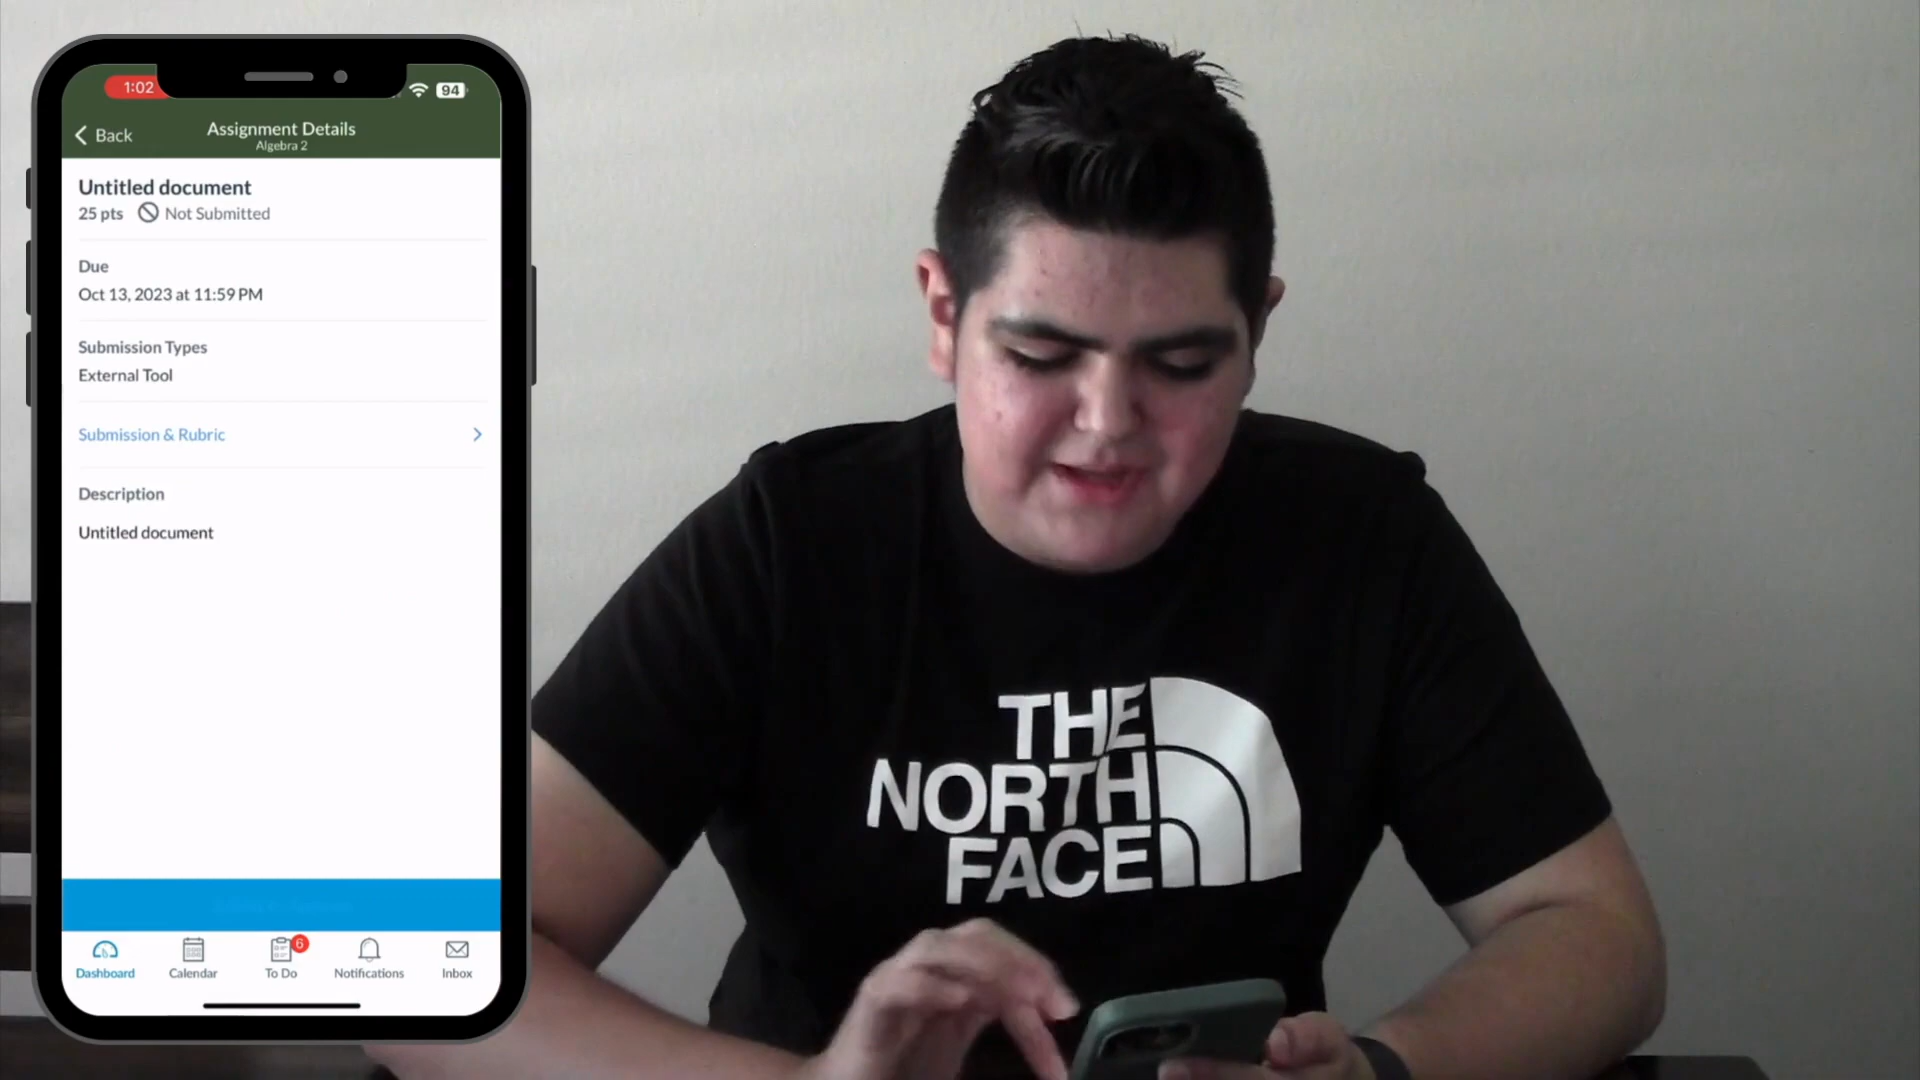 1:02
94
Back
Assignment Details
Algebra 2
Untitled document
25 pts Not Submitted
Due
Oct 13, 2023 at 11:59 PM
Submission Types
External Tool
Submission & Rubric
Description
Untitled document
6
Dashboard Calendar To Do Notifications Inbox
THE
NORTH
FACE